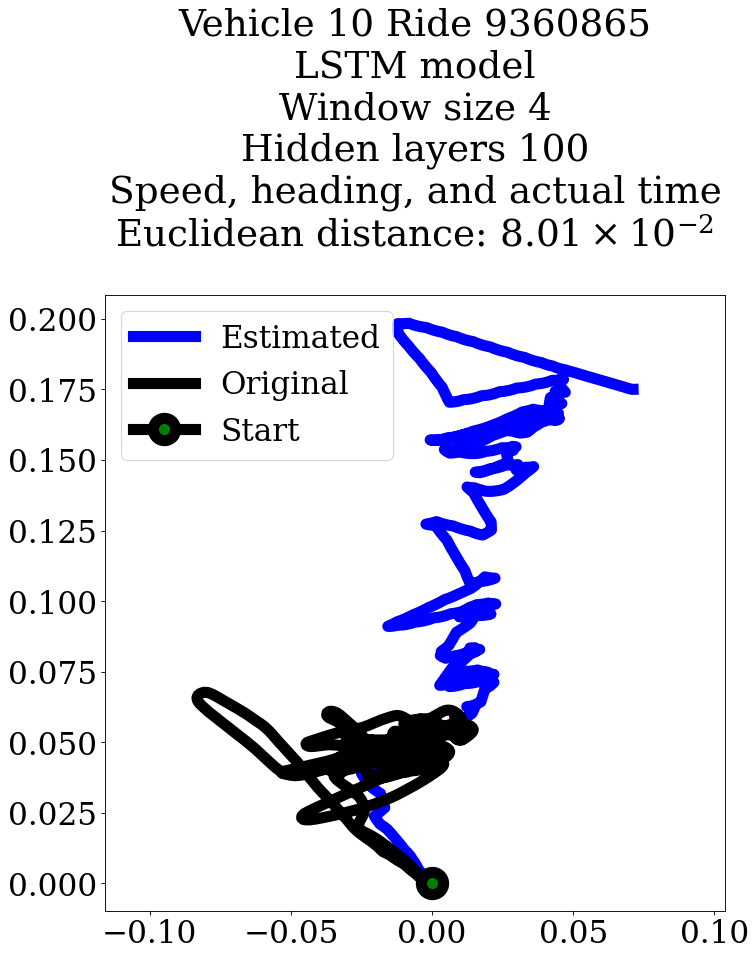 Vehicle 10 Ride 9360865
LSTM model
Window size 4
Hidden layers 100
Speed, heading, and actual time
Euclidean distance: 8.01 × 10⁻²
Estimated
Original
Start
0.200
0.175
0.150
0.125
0.100
0.075
0.050
0.025
0.000
−0.10 −0.05 0.00 0.05 0.10